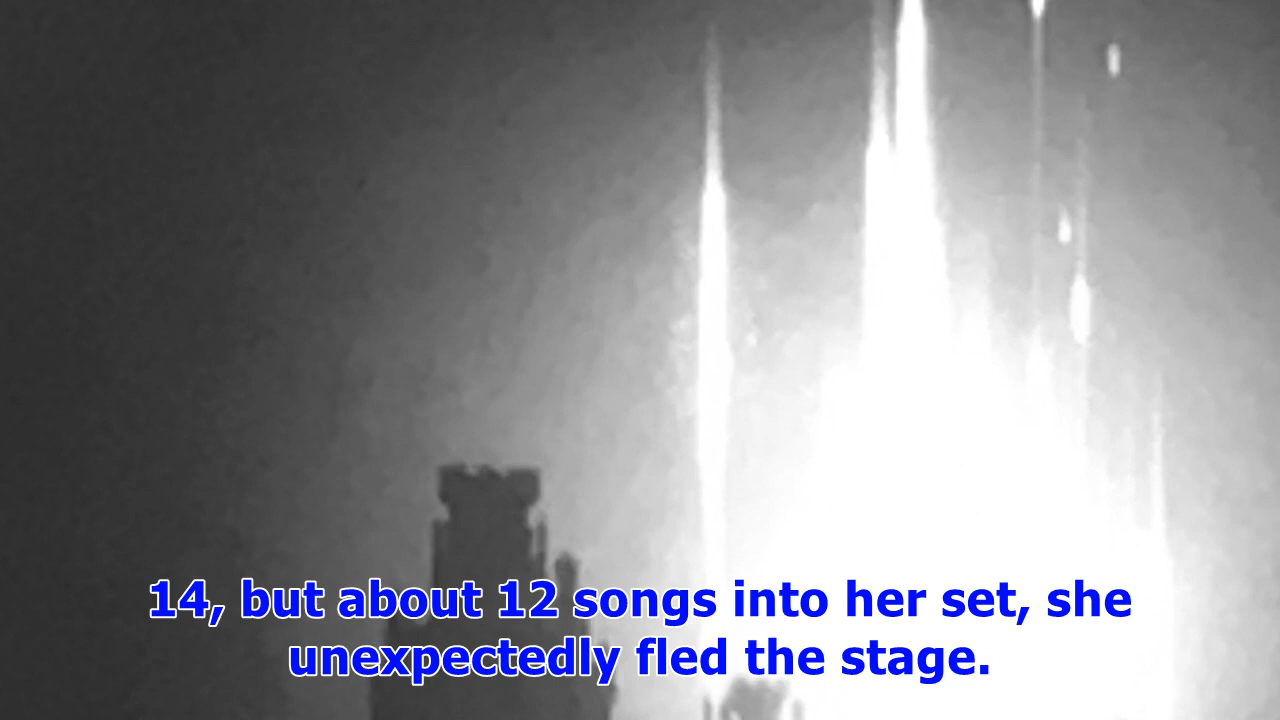 14, but about 12 songs into her set, she
unexpectedly fled the stage.